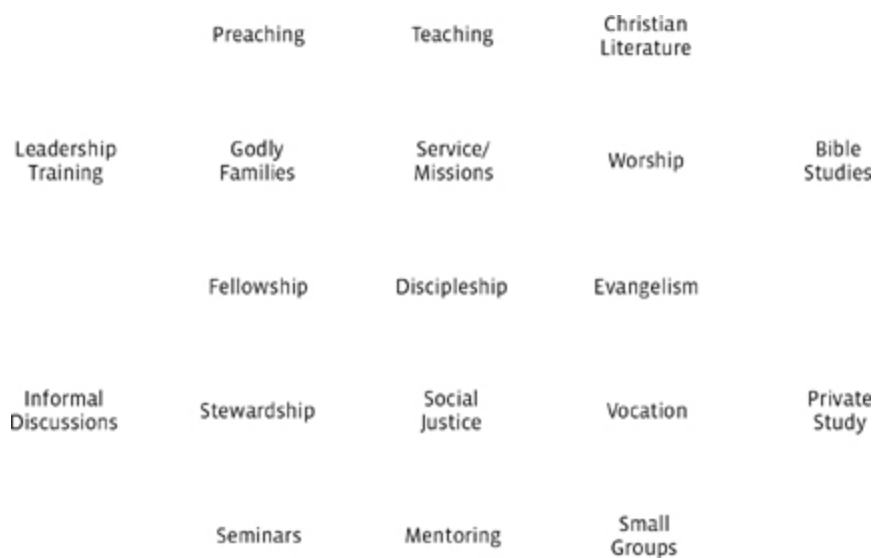 Preaching
Teaching
Christian
Literature
Leadership
Training
Godly
Families
Service/
Missions
Worship
Bible
Studies
Fellowship
Discipleship
Evangelism
Informal
Discussions
Stewardship
Social
Justice
Vocation
Private
Study
Seminars
Mentoring
Small
Groups